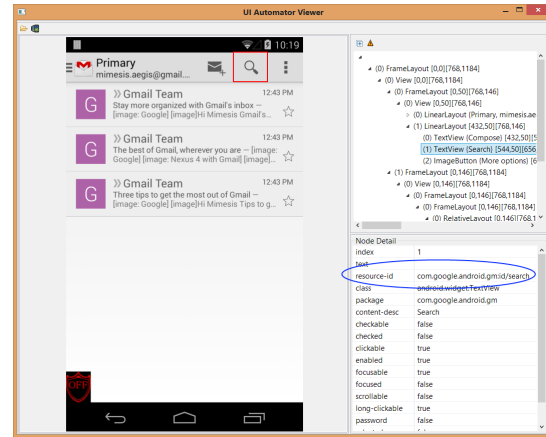 UI Automator Viewer
10:19
Primary
mimesis.aegis@gmail....
G
» Gmail Team
12:43 PM
Stay more organized with Gmail's inbox —
[image: Google] [image]Hi Mimesis Gmail's...
G
» Gmail Team
12:43 PM
The best of Gmail, wherever you are — [image:
Google] [image: Nexus 4 with Gmail] [image]...
G
» Gmail Team
12:43 PM
Three tips to get the most out of Gmail —
[image: Google] [image]Hi Mimesis Tips to g...
OFF
(0) FrameLayout [0,0][768,1184]
(0) View [0,0][768,1184]
(0) FrameLayout [0,50][768,146]
(0) View [0,50][768,146]
(0) LinearLayout (Primary, mimesis.ae
(1) LinearLayout [432,50][768,146]
(0) TextView (Compose) [432,50][5
(1) TextView (Search) [544,50][656
(2) ImageButton (More options) [6
(1) FrameLayout [0,146][768,1184]
(0) View [0,146][768,1184]
(0) FrameLayout [0,146][768,1184]
(0) FrameLayout [0,146][768,1184]
(0) RelativeLayout [0,146][768,1
Node Detail
index 1
text
resource-id com.google.android.gm:id/search
class android.widget.TextView
package com.google.android.gm
content-desc Search
checkable false
checked false
clickable true
enabled true
focusable true
focused false
scrollable false
long-clickable true
password false